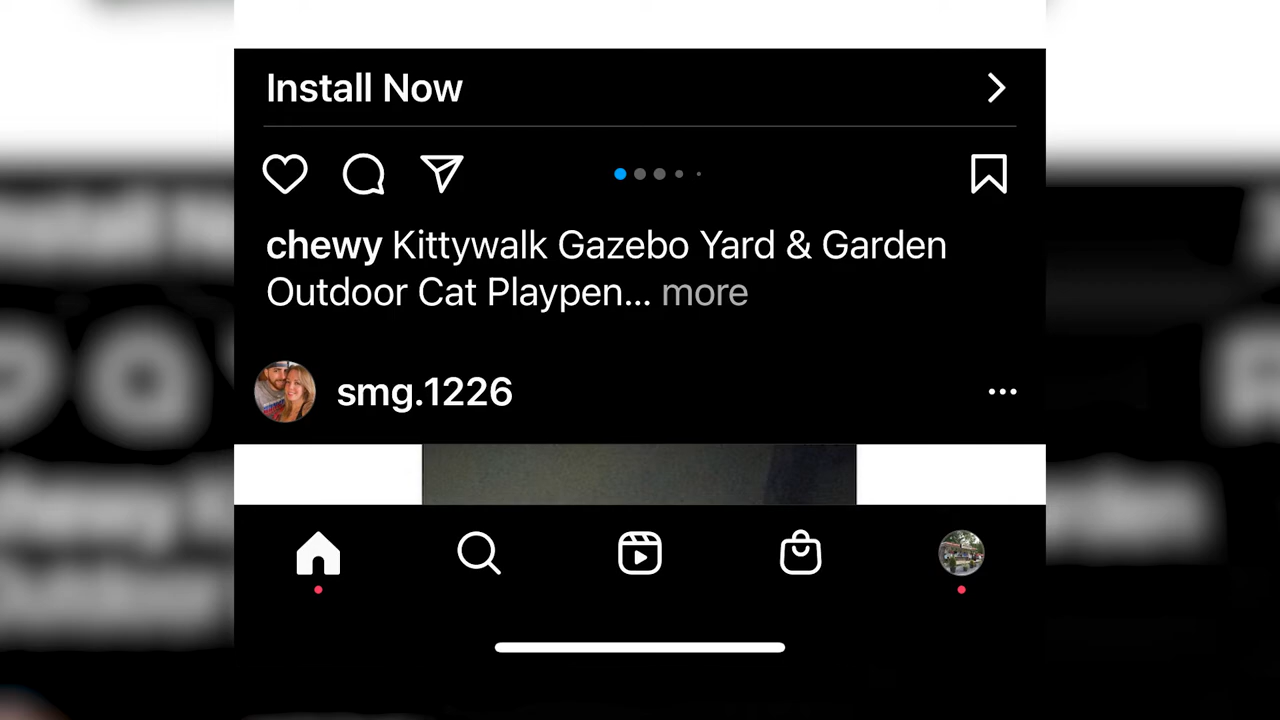 Install Now
chewy Kittywalk Gazebo Yard & Garden
Outdoor Cat Playpen... more
smg.1226